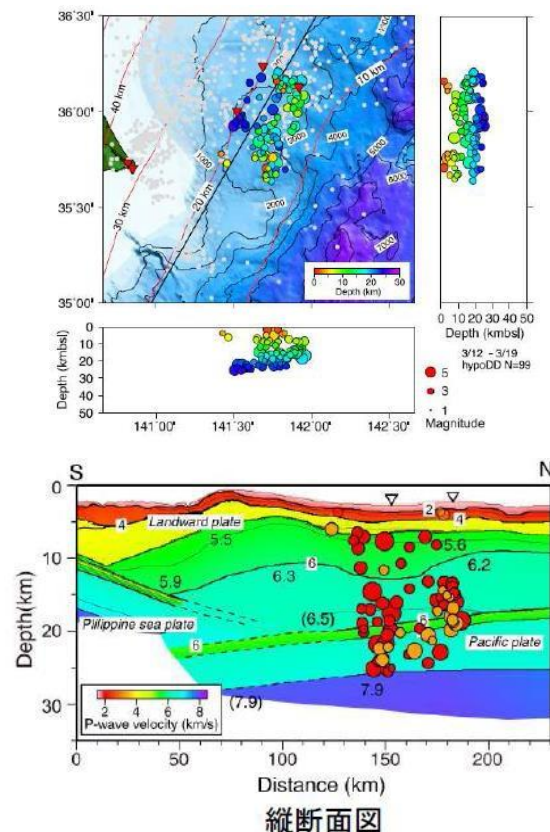 36˚30'
36˚00'
35˚30'
35˚00'
40 km
30 km
20 km
10 km
1000
1000
2000
3000
4000
5000
6000
7000
0 10 20 30
Depth (km)
0 10 20 30 40 50
Depth (kmbsl)
0
10
20
30
40
50
Depth (kmbsl)
141˚00' 141˚30' 142˚00' 142˚30'
3/12 - 3/19
hypoDD N=99
5
3
1
Magnitude
S N
0
10
20
30
Depth(km)
2
4 4
Landward plate
5.5 5.6
6 6.2
5.9 6.3
(6.5) 6
Pilippine sea plate
Pacific plate
6
7.9
(7.9)
2 4 6 8
P-wave velocity (km/s)
0 50 100 150 200
Distance (km)
縦断面図